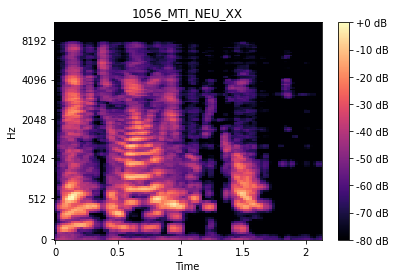 1056_MTI_NEU_XX
8192
4096
2048
1024
512
0
Hz
0
0.5
1
1.5
2
Time
+0 dB
-10 dB
-20 dB
-30 dB
-40 dB
-50 dB
-60 dB
-70 dB
-80 dB